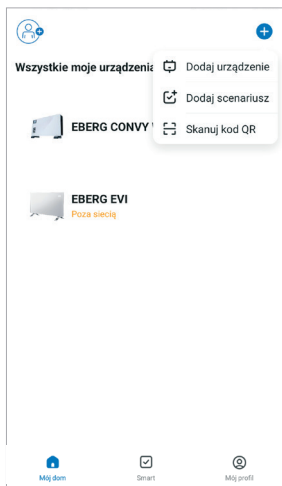 Wszystkie moje urządzenia
Dodaj urządzenie
Dodaj scenariusz
Skanuj kod QR
EBERG CONVY
EBERG EVI
Poza siecią
Mój dom
Smart
Mój profil